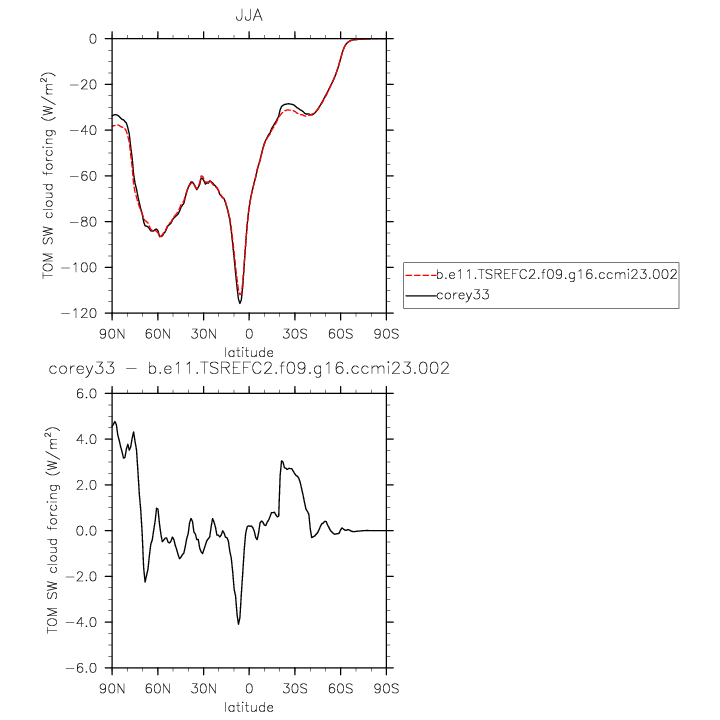 JJA
TOM SW cloud forcing (W/m²)
0
−20
−40
−60
−80
−100
−120
90N 60N 30N 0 30S 60S 90S
latitude
b.e11.TSREFC2.f09.g16.ccmi23.002
corey33
corey33 − b.e11.TSREFC2.f09.g16.ccmi23.002
TOM SW cloud forcing (W/m²)
6.0
4.0
2.0
0.0
−2.0
−4.0
−6.0
90N 60N 30N 0 30S 60S 90S
latitude